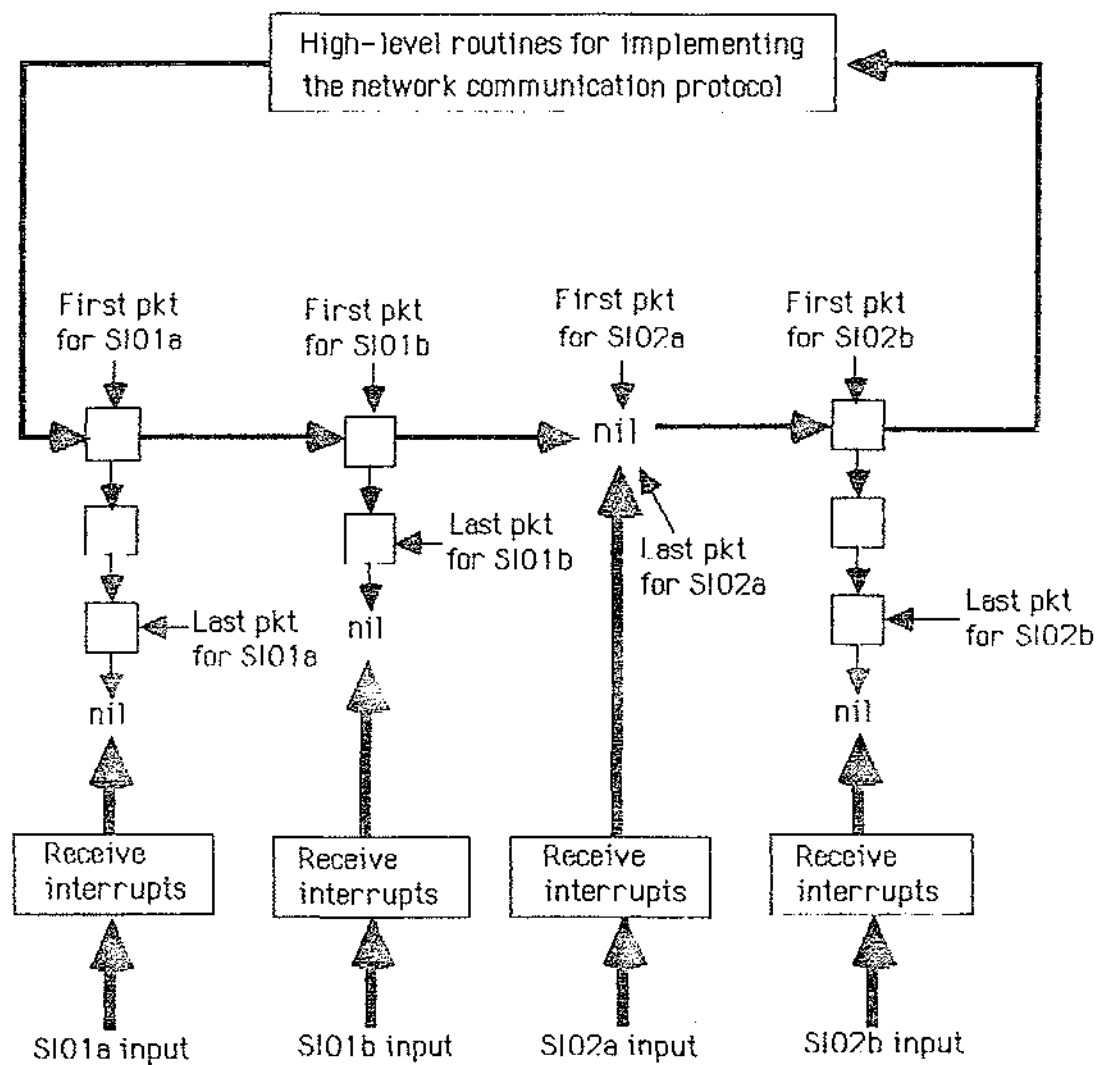 High-level routines for implementing
the network communication protocol
First pkt
for SIO1a
First pkt
for SIO1b
First pkt
for SIO2a
First pkt
for SIO2b
nil
Last pkt
for SIO1b
Last pkt
for SIO2a
Last pkt
for SIO1a
nil
Last pkt
for SIO2b
nil
nil
Receive
interrupts
Receive
interrupts
Receive
interrupts
Receive
interrupts
SIO1a input
SIO1b input
SIO2a input
SIO2b input